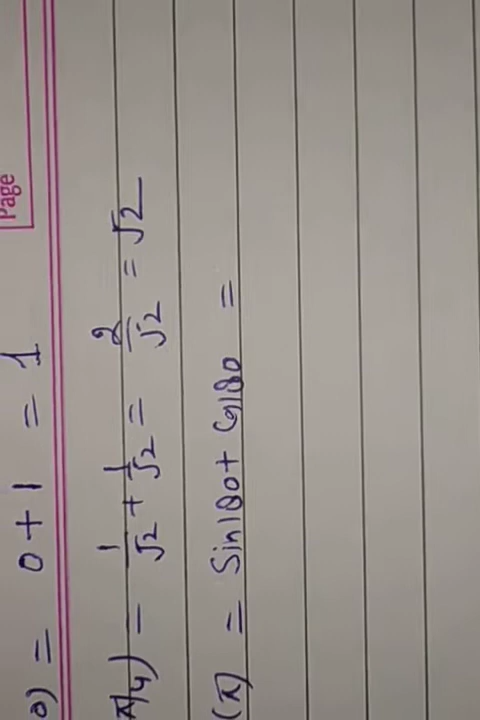 Page
0) = 0 + 1 = 1
π/4) = 1/√2 + 1/√2 = 2/√2 = √2
(π) = Sin180 + Cos180 =